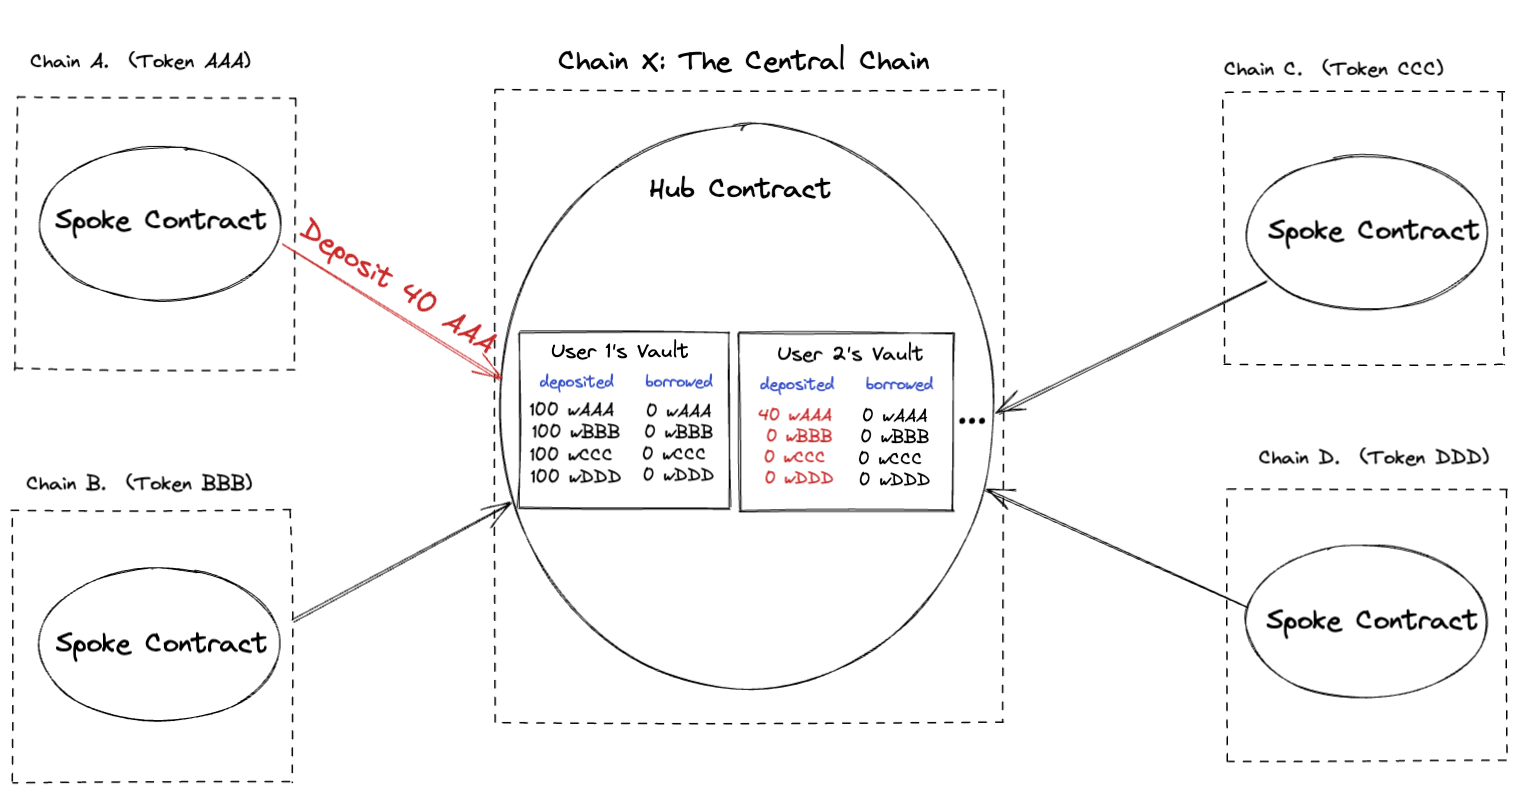 Chain A. (Token AAA)
Spoke Contract
Deposit 40 AAA
Chain B. (Token BBB)
Spoke Contract
Chain X: The Central Chain
Hub Contract
User 1's Vault
deposited borrowed
100 wAAA 0 wAAA
100 wBBB 0 wBBB
100 wCCC 0 wCCC
100 wDDD 0 wDDD
User 2's Vault
deposited borrowed
40 wAAA 0 wAAA
0 wBBB 0 wBBB
0 wCCC 0 wCCC
0 wDDD 0 wDDD
...
Chain C. (Token CCC)
Spoke Contract
Chain D. (Token DDD)
Spoke Contract